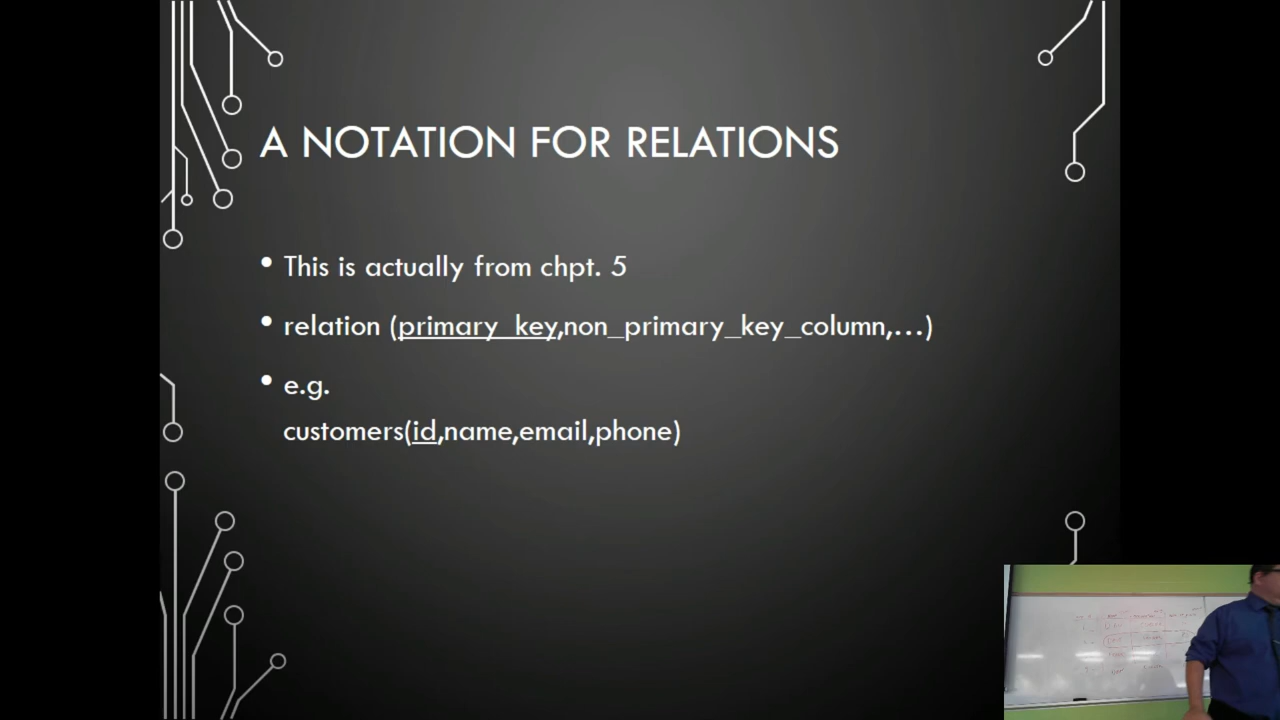 A NOTATION FOR RELATIONS
• This is actually from chpt. 5
• relation (primary_key,non_primary_key_column,...)
• e.g.
customers(id,name,email,phone)